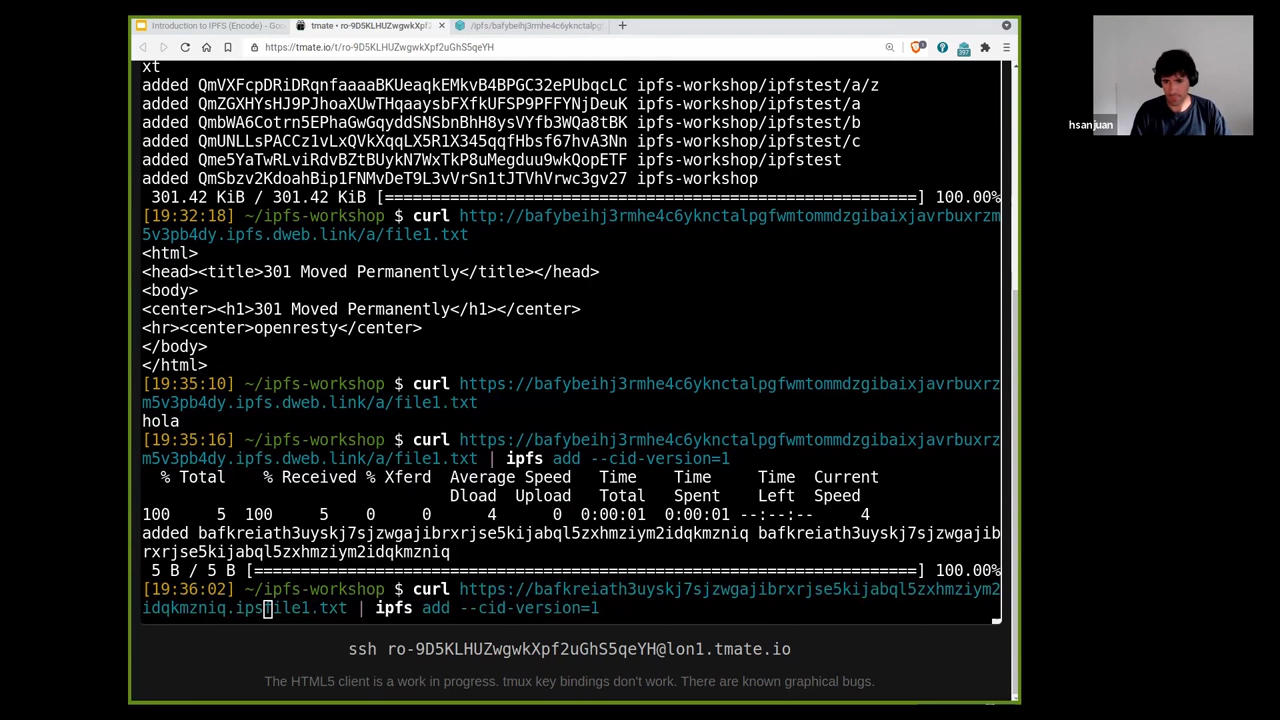 Introduction to IPFS (Encode) - Goo
tmate • ro-9D5KLHUZwgwkXpf2
/ipfs/bafybeihj3rmhe4c6yknctalpgf
https://tmate.io/t/ro-9D5KLHUZwgwkXpf2uGhS5qeYH
397
xt
added QmVXFcpDRiDRqnfaaaaBKUeaqkEMkvB4BPGC32ePUbqcLC ipfs-workshop/ipfstest/a/z
added QmZGXHYsHJ9PJhoaXUwTHqaaysbFXfkUFSP9PFFYNjDeuK ipfs-workshop/ipfstest/a
added QmbWA6Cotrn5EPhaGwGqyddSNSbnBhH8ysVYfb3WQa8tBK ipfs-workshop/ipfstest/b
added QmUNLLsPACCz1vLxQVkXqqLX5R1X345qqfHbsf67hvA3Nn ipfs-workshop/ipfstest/c
added Qme5YaTwRLviRdvBZtBUykN7WxTkP8uMegduu9wkQopETF ipfs-workshop/ipfstest
added QmSbzv2KdoahBip1FNMvDeT9L3vVrSn1tJTVhVrwc3gv27 ipfs-workshop
301.42 KiB / 301.42 KiB [==========================================================] 100.00%
[19:32:18] ~/ipfs-workshop $ curl http://bafybeihj3rmhe4c6yknctalpgfwmtommdzgibaixjavrbuxrzm
5v3pb4dy.ipfs.dweb.link/a/file1.txt
<html>
<head><title>301 Moved Permanently</title></head>
<body>
<center><h1>301 Moved Permanently</h1></center>
<hr><center>openresty</center>
</body>
</html>
[19:35:10] ~/ipfs-workshop $ curl https://bafybeihj3rmhe4c6yknctalpgfwmtommdzgibaixjavrbuxrz
m5v3pb4dy.ipfs.dweb.link/a/file1.txt
hola
[19:35:16] ~/ipfs-workshop $ curl https://bafybeihj3rmhe4c6yknctalpgfwmtommdzgibaixjavrbuxrz
m5v3pb4dy.ipfs.dweb.link/a/file1.txt | ipfs add --cid-version=1
% Total % Received % Xferd Average Speed Time Time Time Current
Dload Upload Total Spent Left Speed
100 5 100 5 0 0 4 0 0:00:01 0:00:01 --:--:-- 4
added bafkreiath3uyskj7sjzwgajibrxrjse5kijabql5zxhmziym2idqkmzniq bafkreiath3uyskj7sjzwgajib
rxrjse5kijabql5zxhmziym2idqkmzniq
5 B / 5 B [========================================================================] 100.00%
[19:36:02] ~/ipfs-workshop $ curl https://bafkreiath3uyskj7sjzwgajibrxrjse5kijabql5zxhmziym2
idqkmzniq.ipsfile1.txt | ipfs add --cid-version=1
ssh ro-9D5KLHUZwgwkXpf2uGhS5qeYH@lon1.tmate.io
The HTML5 client is a work in progress. tmux key bindings don't work. There are known graphical bugs.
hsanjuan